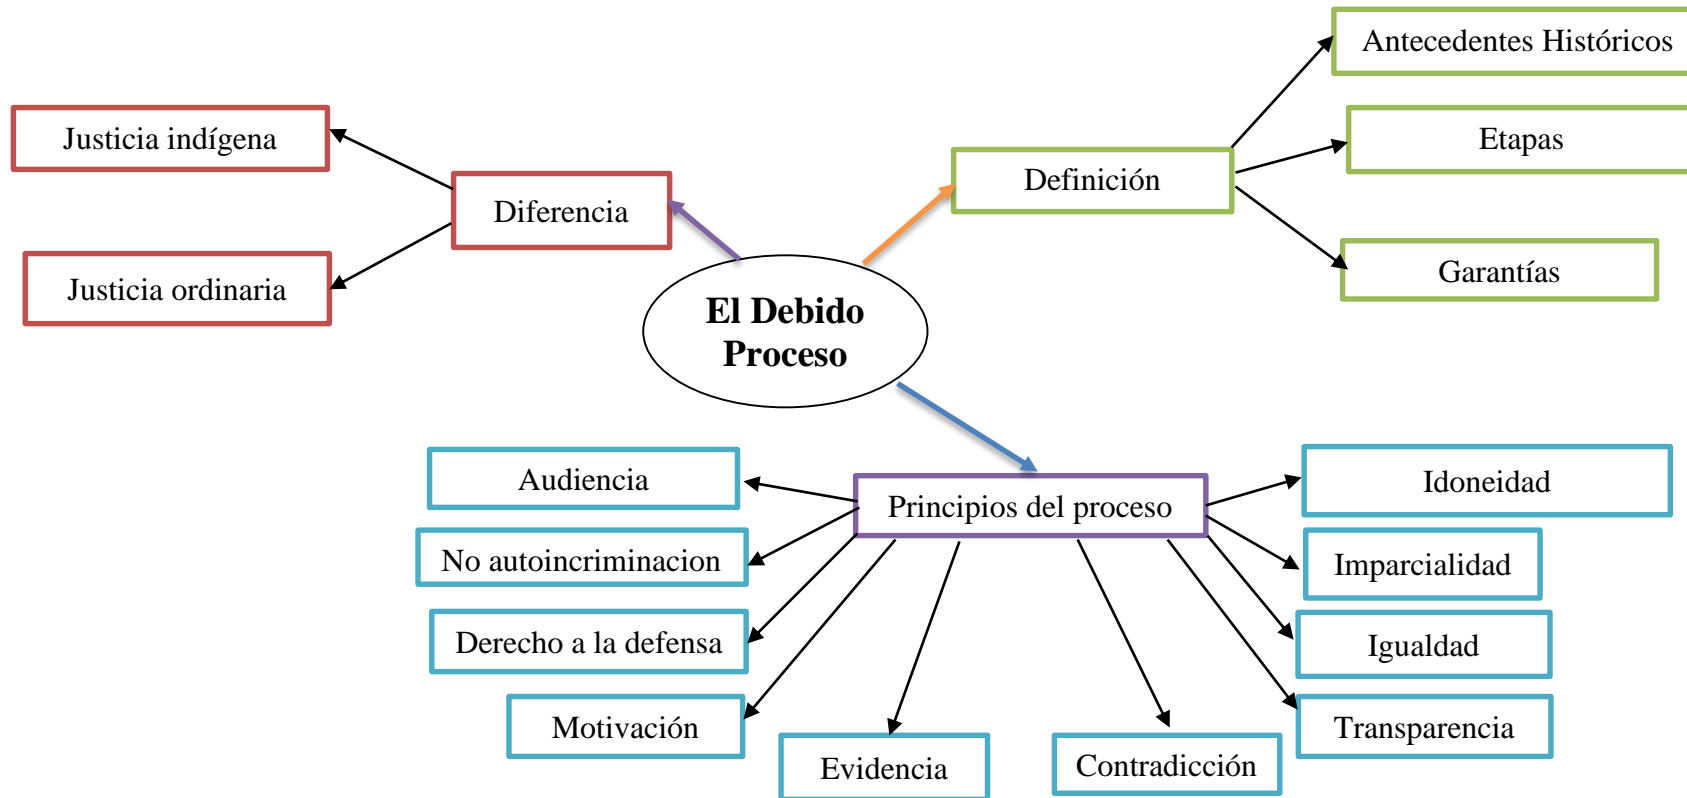 Antecedentes Históricos
Justicia indígena
Etapas
Definición
Diferencia
Justicia ordinaria
Garantías
El Debido
Proceso
Audiencia
Principios del proceso
Idoneidad
No autoincriminacion
Imparcialidad
Derecho a la defensa
Igualdad
Motivación
Transparencia
Evidencia
Contradicción